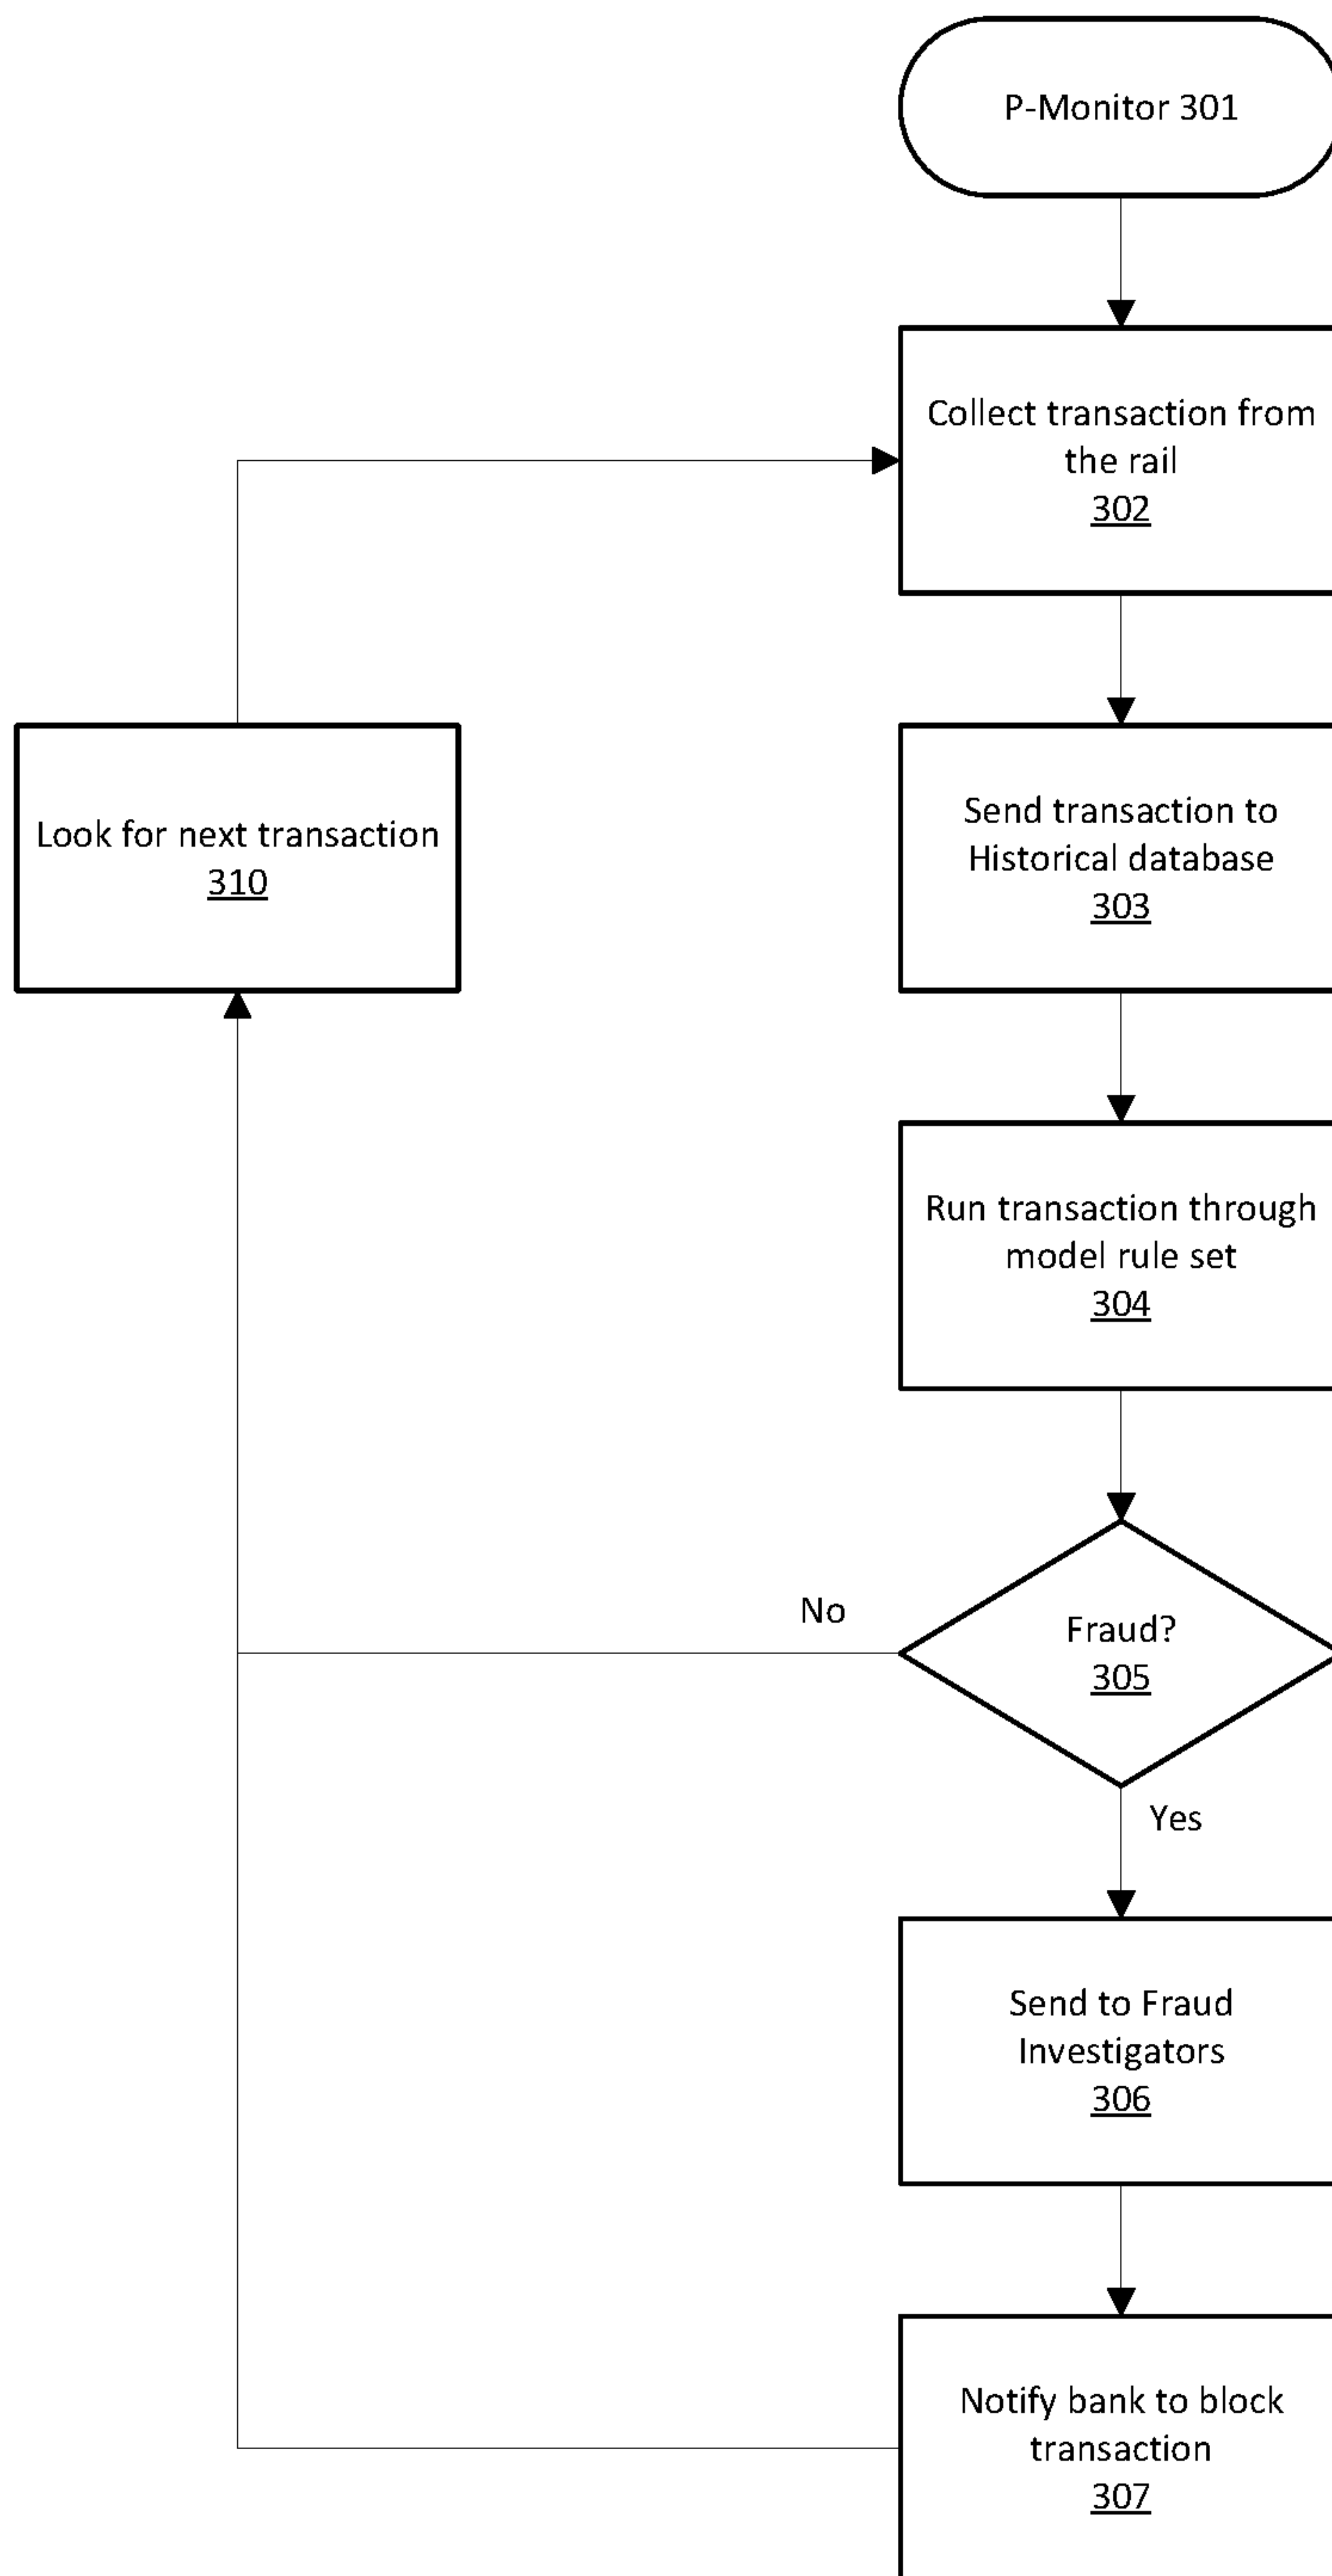 P-Monitor 301
Collect transaction from
the rail
302
Send transaction to
Historical database
303
Look for next transaction
310
Run transaction through
model rule set
304
No
Fraud?
305
Yes
Send to Fraud
Investigators
306
Notify bank to block
transaction
307